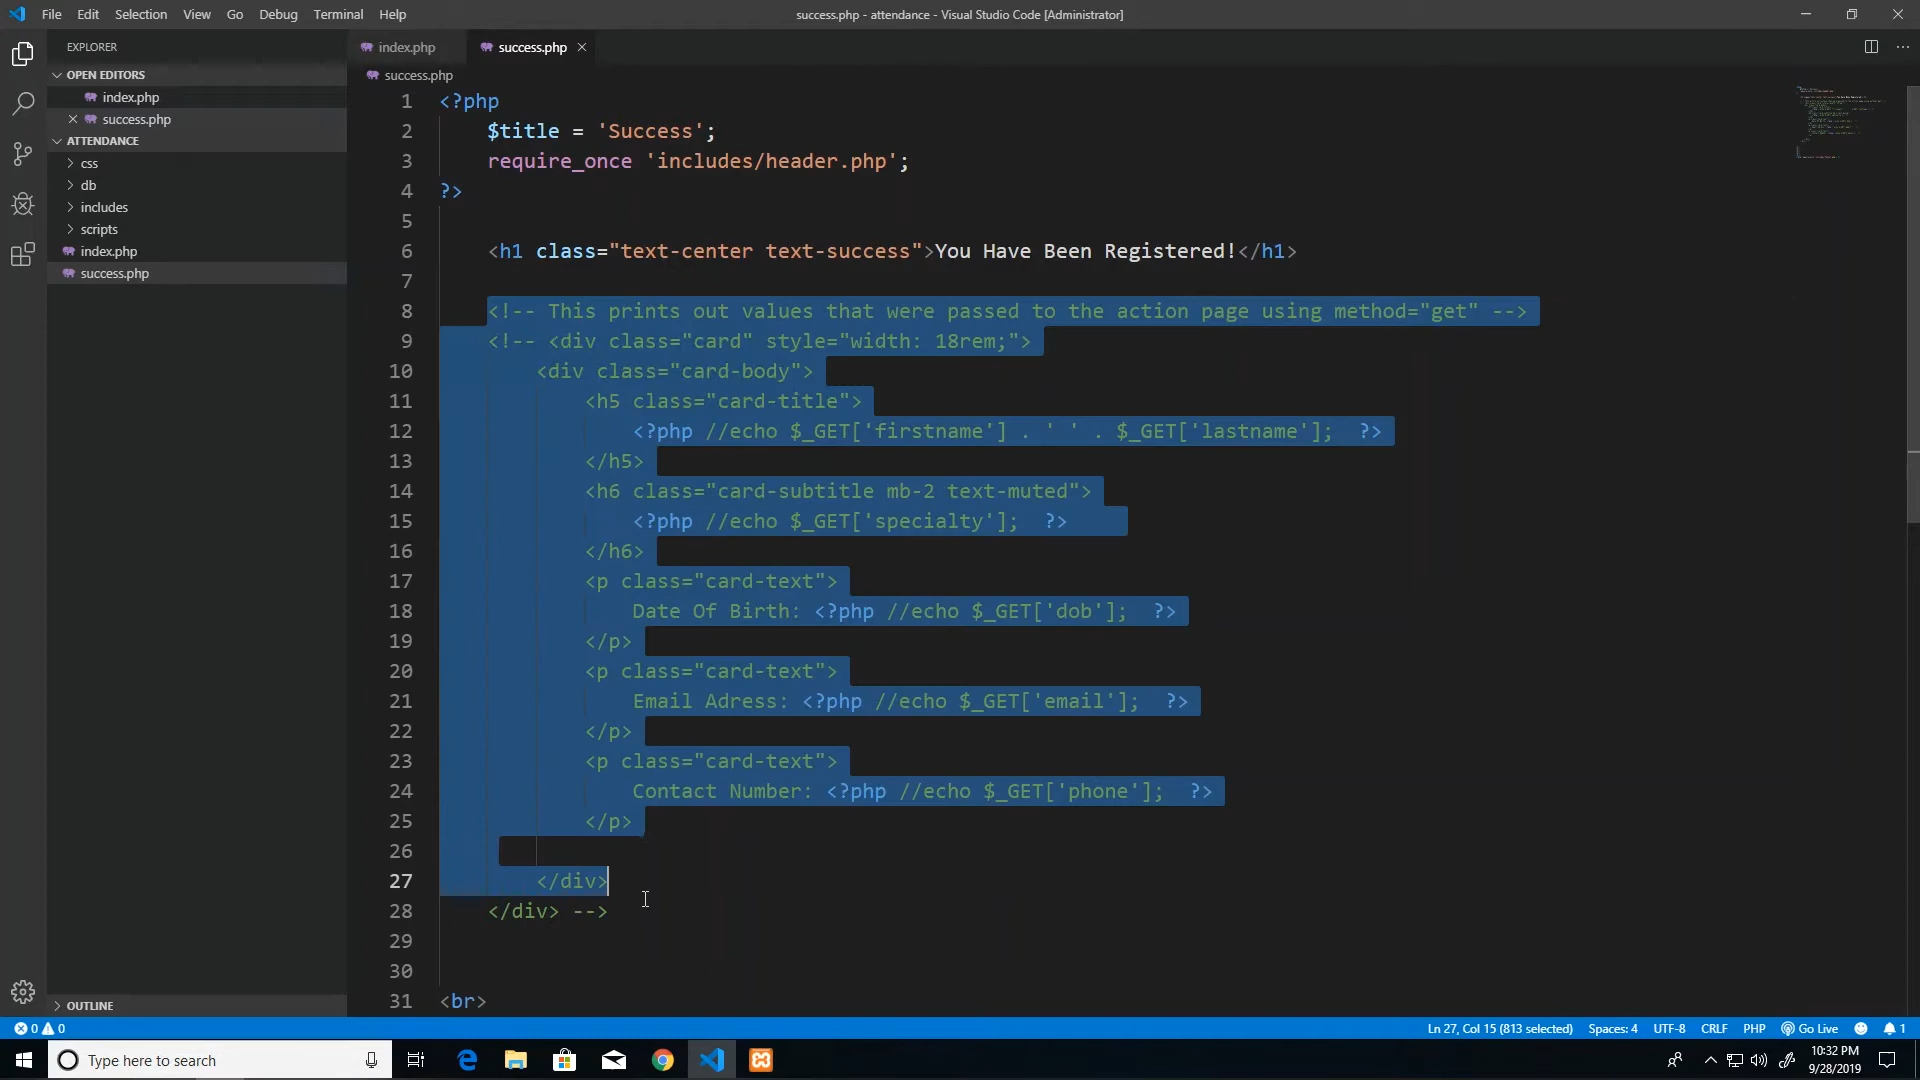 File Edit Selection View Go Debug Terminal Help
success.php - attendance - Visual Studio Code [Administrator]
EXPLORER
OPEN EDITORS
index.php
success.php
ATTENDANCE
css
db
includes
scripts
index.php
success.php
OUTLINE
index.php success.php
success.php
1 <?php
2 $title = 'Success';
3 require_once 'includes/header.php';
4 ?>
5
6 <h1 class="text-center text-success">You Have Been Registered!</h1>
7
8 <!-- This prints out values that were passed to the action page using method="get" -->
9 <!-- <div class="card" style="width: 18rem;">
10 <div class="card-body">
11 <h5 class="card-title">
12 <?php //echo $_GET['firstname'] . ' ' . $_GET['lastname']; ?>
13 </h5>
14 <h6 class="card-subtitle mb-2 text-muted">
15 <?php //echo $_GET['specialty']; ?>
16 </h6>
17 <p class="card-text">
18 Date Of Birth: <?php //echo $_GET['dob']; ?>
19 </p>
20 <p class="card-text">
21 Email Adress: <?php //echo $_GET['email']; ?>
22 </p>
23 <p class="card-text">
24 Contact Number: <?php //echo $_GET['phone']; ?>
25 </p>
26
27 </div>
28 </div> -->
29
30
31 <br>
0 0
Ln 27, Col 15 (813 selected) Spaces: 4 UTF-8 CRLF PHP Go Live 1
Type here to search
10:32 PM
9/28/2019